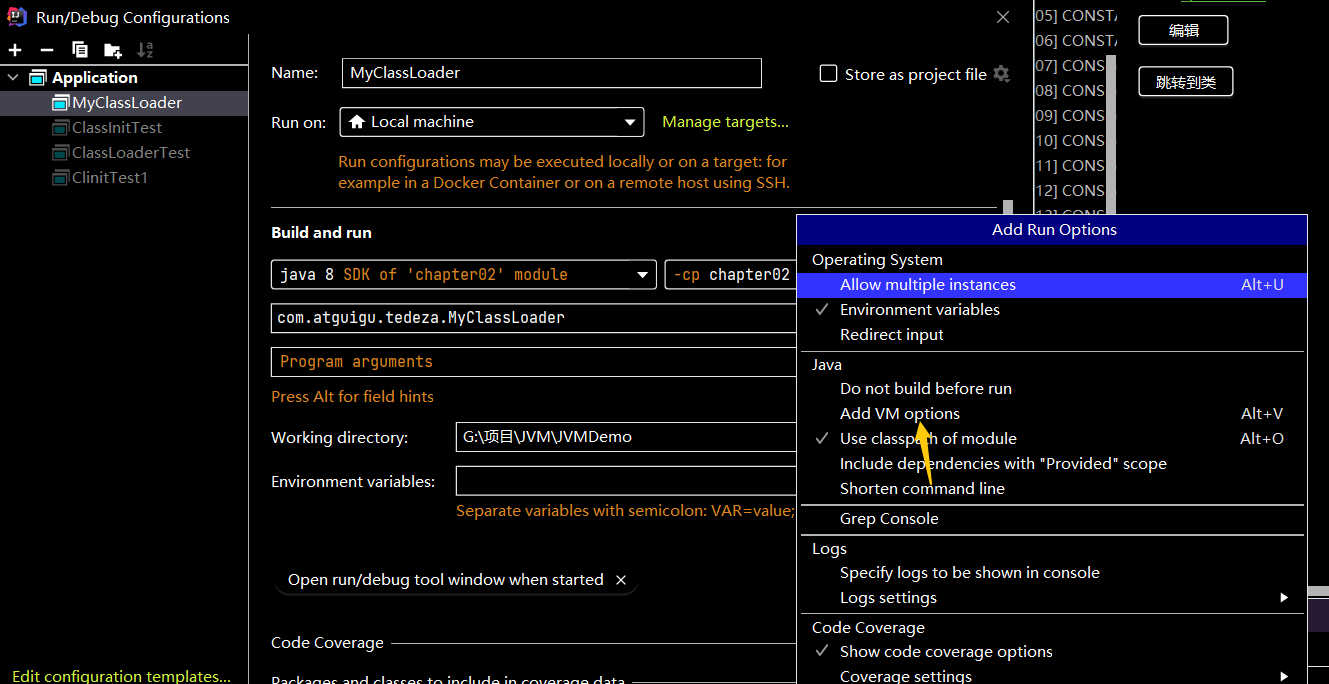 Run/Debug Configurations
Application
MyClassLoader
ClassInitTest
ClassLoaderTest
ClinitTest1
Edit configuration templates...
Name:
MyClassLoader
Store as project file
Run on:
Local machine
Manage targets...
Run configurations may be executed locally or on a target: for
example in a Docker Container or on a remote host using SSH.
Build and run
java 8 SDK of 'chapter02' module
-cp chapter02
com.atguigu.tedeza.MyClassLoader
Program arguments
Press Alt for field hints
Working directory:
G:\项目\JVM\JVMDemo
Environment variables:
Separate variables with semicolon: VAR=value;
Open run/debug tool window when started ×
Code Coverage
Packages and classes to include in coverage data
Add Run Options
Operating System
Allow multiple instances Alt+U
Environment variables
Redirect input
Java
Do not build before run
Add VM options Alt+V
Use classpath of module Alt+O
Include dependencies with "Provided" scope
Shorten command line
Grep Console
Logs
Specify logs to be shown in console
Logs settings
Code Coverage
Show code coverage options
Coverage settings
05] CONSTA
06] CONSTA
07] CONS
08] CONS
09] CONS
10] CONS
11] CONS
12] CONS
13] CONS
编辑
跳转到类